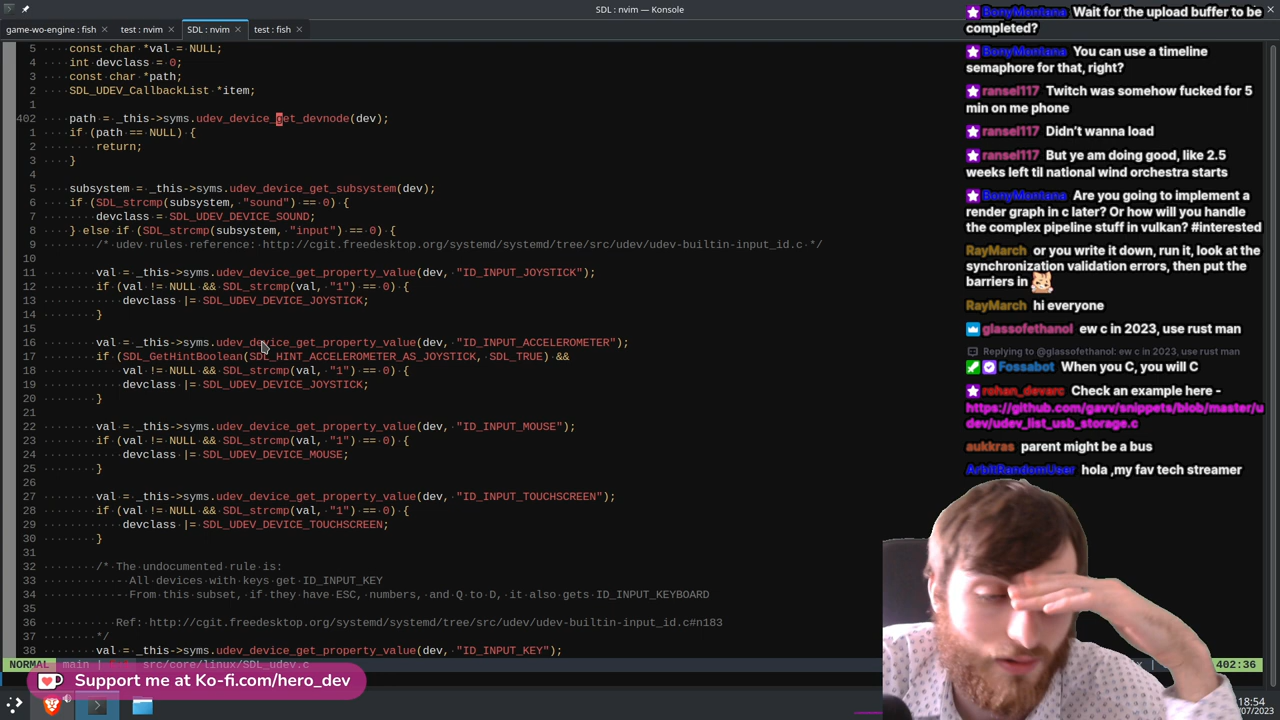 SDL : nvim — Konsole
game-wo-engine : fish
test : nvim
SDL : nvim
test : fish
5 const char *val = NULL;
4 int devclass = 0;
3 const char *path;
2 SDL_UDEV_CallbackList *item;
1
402 path = _this->syms.udev_device_get_devnode(dev);
1 if (path == NULL) {
2 return;
3 }
4
5 subsystem = _this->syms.udev_device_get_subsystem(dev);
6 if (SDL_strcmp(subsystem, "sound") == 0) {
7 devclass = SDL_UDEV_DEVICE_SOUND;
8 } else if (SDL_strcmp(subsystem, "input") == 0) {
9 /* udev rules reference: http://cgit.freedesktop.org/systemd/systemd/tree/src/udev/udev-builtin-input_id.c */
10
11 val = _this->syms.udev_device_get_property_value(dev, "ID_INPUT_JOYSTICK");
12 if (val != NULL && SDL_strcmp(val, "1") == 0) {
13 devclass |= SDL_UDEV_DEVICE_JOYSTICK;
14 }
15
16 val = _this->syms.udev_device_get_property_value(dev, "ID_INPUT_ACCELEROMETER");
17 if (SDL_GetHintBoolean(SDL_HINT_ACCELEROMETER_AS_JOYSTICK, SDL_TRUE) &&
18 val != NULL && SDL_strcmp(val, "1") == 0) {
19 devclass |= SDL_UDEV_DEVICE_JOYSTICK;
20 }
21
22 val = _this->syms.udev_device_get_property_value(dev, "ID_INPUT_MOUSE");
23 if (val != NULL && SDL_strcmp(val, "1") == 0) {
24 devclass |= SDL_UDEV_DEVICE_MOUSE;
25 }
26
27 val = _this->syms.udev_device_get_property_value(dev, "ID_INPUT_TOUCHSCREEN");
28 if (val != NULL && SDL_strcmp(val, "1") == 0) {
29 devclass |= SDL_UDEV_DEVICE_TOUCHSCREEN;
30 }
31
32 /* The undocumented rule is:
33 - All devices with keys get ID_INPUT_KEY
34 - From this subset, if they have ESC, numbers, and Q to D, it also gets ID_INPUT_KEYBOARD
35
36 Ref: http://cgit.freedesktop.org/systemd/systemd/tree/src/udev/udev-builtin-input_id.c#n183
37 */
38 val = _this->syms.udev_device_get_property_value(dev, "ID_INPUT_KEY");
NORMAL main src/core/linux/SDL_udev.c 402:36
Support me at Ko-fi.com/hero_dev
18:54
/07/2023
BonyMontana Wait for the upload buffer to be
completed?
BonyMontana You can use a timeline
semaphore for that, right?
ransel117 Twitch was somehow fucked for 5
min on me phone
ransel117 Didn't wanna load
ransel117 But ye am doing good, like 2.5
weeks left til national wind orchestra starts
BonyMontana Are you going to implement a
render graph in c later? Or how will you handle
the complex pipeline stuff in vulkan? #interested
RayMarch or you write it down, run it, look at the
synchronization validation errors, then put the
barriers in
RayMarch hi everyone
glassofethanol ew c in 2023, use rust man
Replying to @glassofethanol: ew c in 2023, use rust man
Fossabot When you C, you will C
rohan_devarc Check an example here -
https://github.com/gavv/snippets/blob/master/u
dev/udev_list_usb_storage.c
aukkras parent might be a bus
ArbitRandomUser hola ,my fav tech streamer